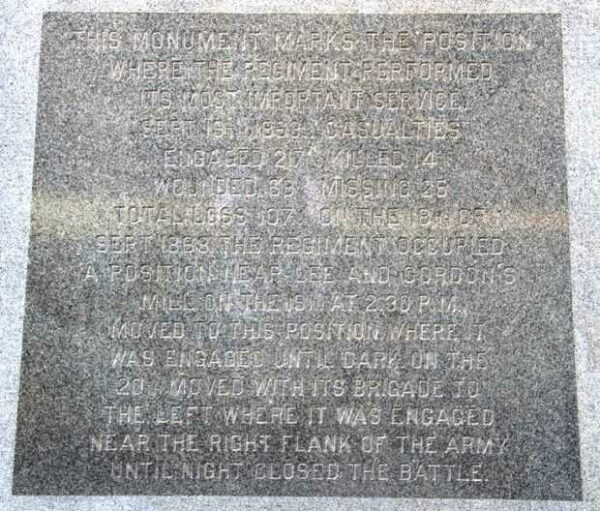 THIS MONUMENT MARKS THE POSITION
WHERE THE REGIMENT PERFORMED
ITS MOST IMPORTANT SERVICE
SEPT 19TH 1863. CASUALTIES
ENGAGED 217 KILLED 14
WOUNDED MISSING
TOTAL LOSS 107 ON THE 18TH OF
SEPT 1863 THE REGIMENT OCCUPIED
A POSITION NEAR LEE AND GORDON'S
MILL ON THE 19TH AT 2.30 P.M.,
MOVED TO THIS POSITION WHERE IT
WAS ENGAGED UNTIL DARK ON THE
20TH MOVED WITH ITS BRIGADE TO
THE LEFT WHERE IT WAS ENGAGED
NEAR THE RIGHT FLANK OF THE ARMY
UNTIL NIGHT CLOSED THE BATTLE.